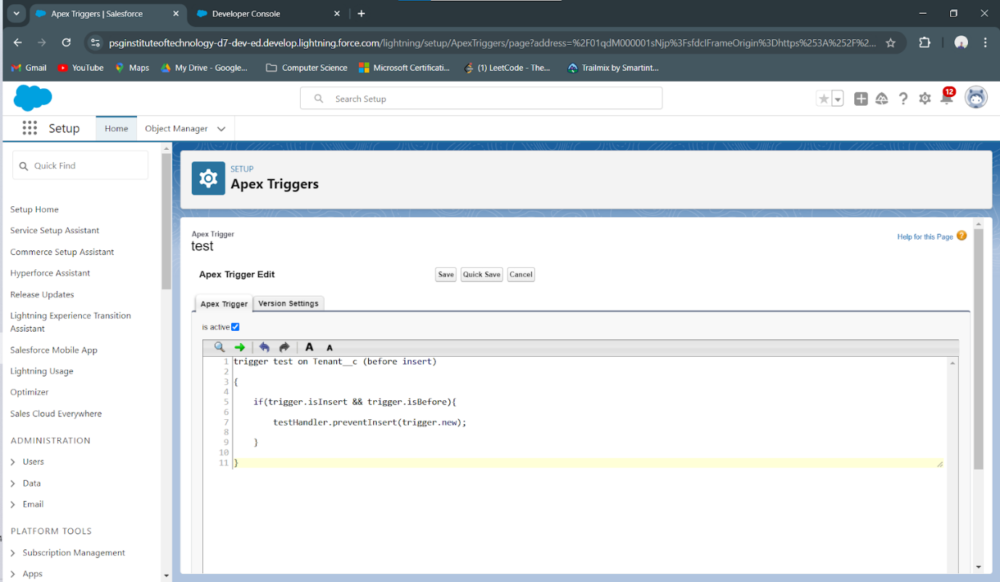 Apex Triggers | Salesforce
Developer Console
psginstituteoftechnology-d7-dev-ed.develop.lightning.force.com/lightning/setup/ApexTriggers/page?address=%2F01qdM000001sNjp%3FsfdcIFrameOrigin%3Dhttps%253A%252F%2...
Gmail YouTube Maps My Drive - Google... Computer Science Microsoft Certificati... (1) LeetCode - The... Trailmix by Smartint...
Search Setup
12
Setup Home Object Manager
Quick Find
Setup Home
Service Setup Assistant
Commerce Setup Assistant
Hyperforce Assistant
Release Updates
Lightning Experience Transition
Assistant
Salesforce Mobile App
Lightning Usage
Optimizer
Sales Cloud Everywhere
ADMINISTRATION
Users
Data
Email
PLATFORM TOOLS
Subscription Management
Apps
SETUP
Apex Triggers
Apex Trigger
test
Help for this Page ?
Apex Trigger Edit
Save Quick Save Cancel
Apex Trigger Version Settings
is active
A A
1 trigger test on Tenant__c (before insert)
2
3 {
4
5 if(trigger.isInsert && trigger.isBefore){
6
7 testHandler.preventInsert(trigger.new);
8
9 }
10
11 }